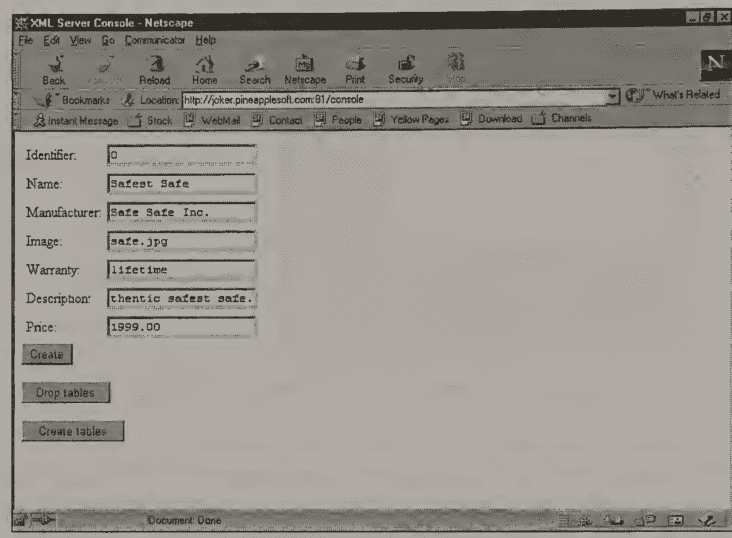 XML Server Console - Netscape
File Edit View Go Communicator Help
Back Reload Home Search Netscape Print Security Stop
N
Bookmarks Location: http://joker.pineapplesoft.com:81/console What's Related
Instant Message Stock WebMail Contact People Yellow Pages Download Channels
Identifier: 0
Name: Safest Safe
Manufacturer: Safe Safe Inc.
Image: safe.jpg
Warranty: lifetime
Description: thentic safest safe.
Price: 1999.00
Create
Drop tables
Create tables
Document: Done